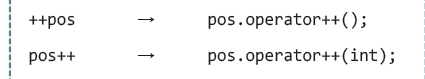 ++pos → pos.operator++();
pos++ → pos.operator++(int);